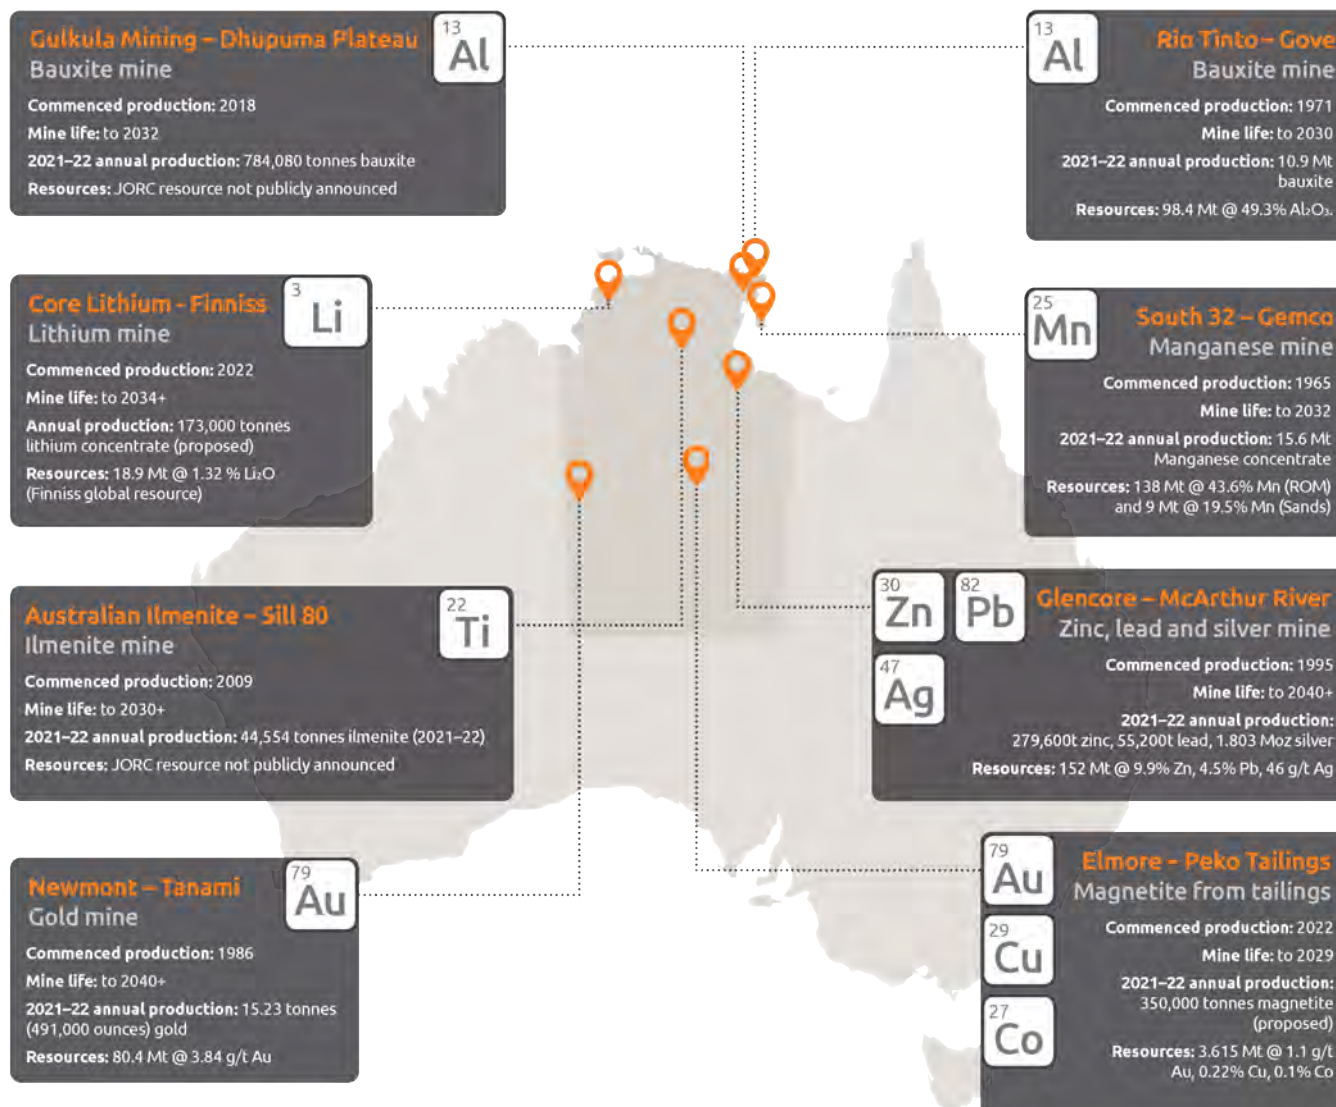 Gulkula Mining – Dhupuma Plateau
Bauxite mine
13
Al
Commenced production: 2018
Mine life: to 2032
2021–22 annual production: 784,080 tonnes bauxite
Resources: JORC resource not publicly announced
13
Al
Rio Tinto – Gove
Bauxite mine
Commenced production: 1971
Mine life: to 2030
2021–22 annual production: 10.9 Mt
bauxite
Resources: 98.4 Mt @ 49.3% Al₂O₃.
Core Lithium - Finniss
Lithium mine
3
Li
Commenced production: 2022
Mine life: to 2034+
Annual production: 173,000 tonnes
lithium concentrate (proposed)
Resources: 18.9 Mt @ 1.32 % Li₂O
(Finniss global resource)
25
Mn
South 32 – Gemco
Manganese mine
Commenced production: 1965
Mine life: to 2032
2021–22 annual production: 15.6 Mt
Manganese concentrate
Resources: 138 Mt @ 43.6% Mn (ROM)
and 9 Mt @ 19.5% Mn (Sands)
Australian Ilmenite – Sill 80
Ilmenite mine
22
Ti
Commenced production: 2009
Mine life: to 2030+
2021–22 annual production: 44,554 tonnes ilmenite (2021–22)
Resources: JORC resource not publicly announced
30
Zn
82
Pb
47
Ag
Glencore – McArthur River
Zinc, lead and silver mine
Commenced production: 1995
Mine life: to 2040+
2021–22 annual production:
279,600t zinc, 55,200t lead, 1.803 Moz silver
Resources: 152 Mt @ 9.9% Zn, 4.5% Pb, 46 g/t Ag
Newmont – Tanami
Gold mine
79
Au
Commenced production: 1986
Mine life: to 2040+
2021–22 annual production: 15.23 tonnes
(491,000 ounces) gold
Resources: 80.4 Mt @ 3.84 g/t Au
79
Au
29
Cu
27
Co
Elmore - Peko Tailings
Magnetite from tailings
Commenced production: 2022
Mine life: to 2029
2021–22 annual production:
350,000 tonnes magnetite
(proposed)
Resources: 3.615 Mt @ 1.1 g/t
Au, 0.22% Cu, 0.1% Co